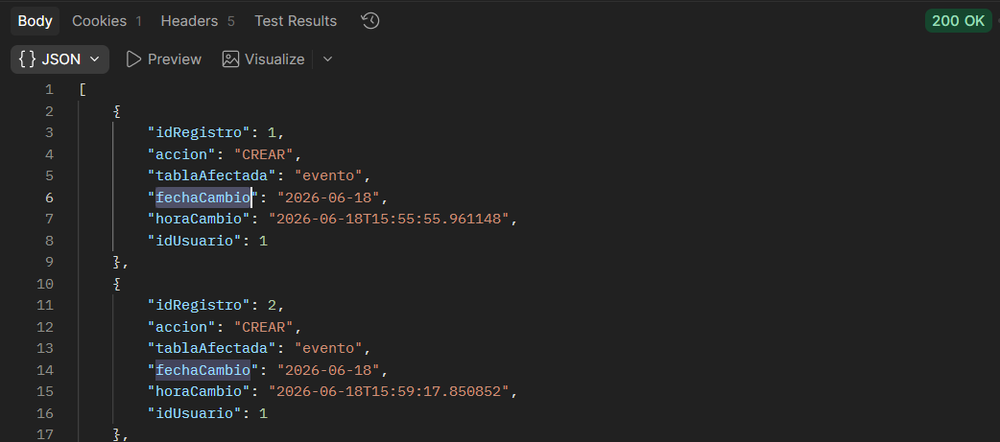 Body Cookies 1 Headers 5 Test Results 200 OK
{} JSON Preview Visualize
1 [
2 {
3 "idRegistro": 1,
4 "accion": "CREAR",
5 "tablaAfectada": "evento",
6 "fechaCambio": "2026-06-18",
7 "horaCambio": "2026-06-18T15:55:55.961148",
8 "idUsuario": 1
9 },
10 {
11 "idRegistro": 2,
12 "accion": "CREAR",
13 "tablaAfectada": "evento",
14 "fechaCambio": "2026-06-18",
15 "horaCambio": "2026-06-18T15:59:17.850852",
16 "idUsuario": 1
17 },